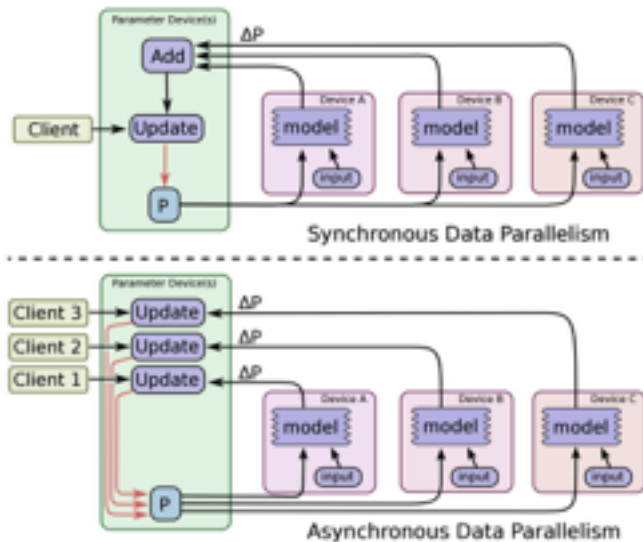 Parameter Device(s)
ΔP
Add
Client
Update
P
Device A
model
input
Device B
model
input
Device C
model
input
Synchronous Data Parallelism
Parameter Device(s)
Client 3
Update
ΔP
Client 2
Update
ΔP
Client 1
Update
ΔP
Device A
model
input
Device B
model
input
Device C
model
input
P
Asynchronous Data Parallelism